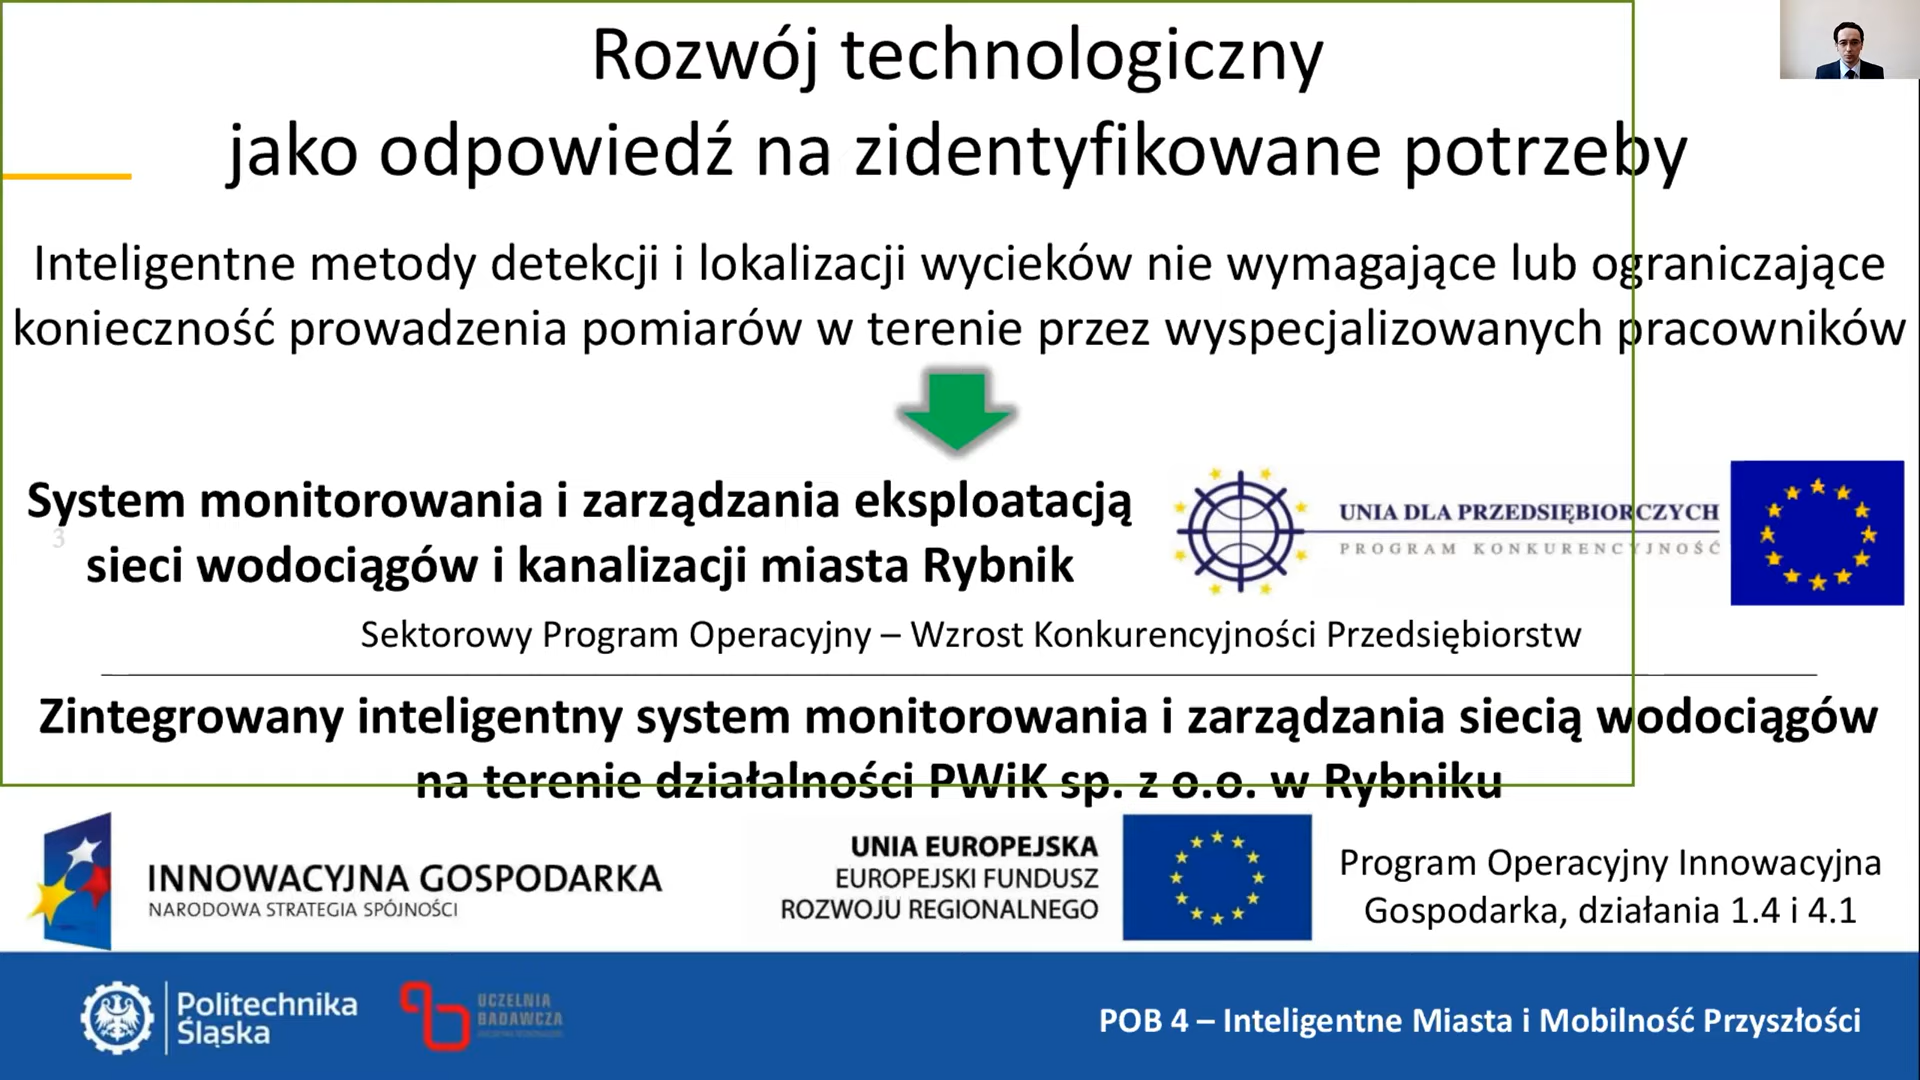 Rozwój technologiczny
jako odpowiedź na zidentyfikowane potrzeby
Inteligentne metody detekcji i lokalizacji wycieków nie wymagające lub ograniczające
konieczność prowadzenia pomiarów w terenie przez wyspecjalizowanych pracowników
System monitorowania i zarządzania eksploatacją
sieci wodociągów i kanalizacji miasta Rybnik
3
UNIA DLA PRZEDSIĘBIORCZYCH
PROGRAM KONKURENCYJNOŚĆ
Sektorowy Program Operacyjny – Wzrost Konkurencyjności Przedsiębiorstw
Zintegrowany inteligentny system monitorowania i zarządzania siecią wodociągów
na terenie działalności PWiK sp. z o.o. w Rybniku
INNOWACYJNA GOSPODARKA
NARODOWA STRATEGIA SPÓJNOŚCI
UNIA EUROPEJSKA
EUROPEJSKI FUNDUSZ
ROZWOJU REGIONALNEGO
Program Operacyjny Innowacyjna
Gospodarka, działania 1.4 i 4.1
Politechnika
Śląska
UCZELNIA
BADAWCZA
POB 4 – Inteligentne Miasta i Mobilność Przyszłości